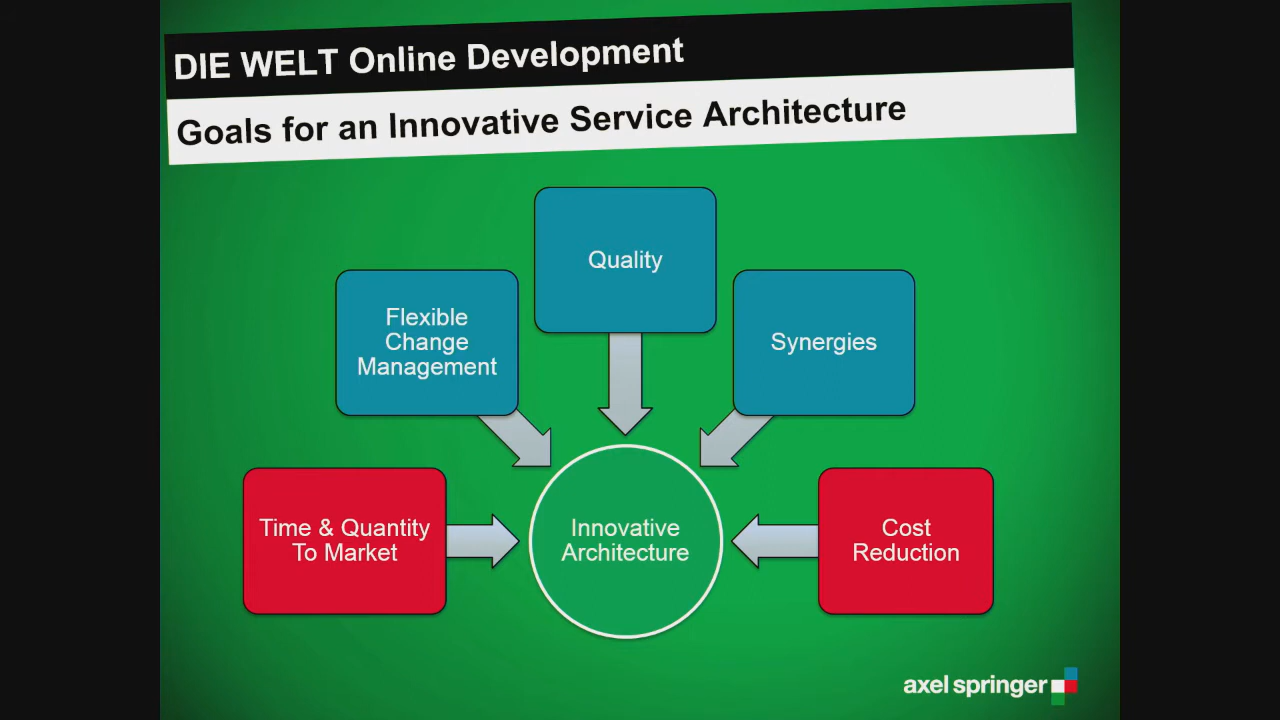 DIE WELT Online Development
Goals for an Innovative Service Architecture
Quality
Flexible
Change
Management
Synergies
Time & Quantity
To Market
Innovative
Architecture
Cost
Reduction
axel springer